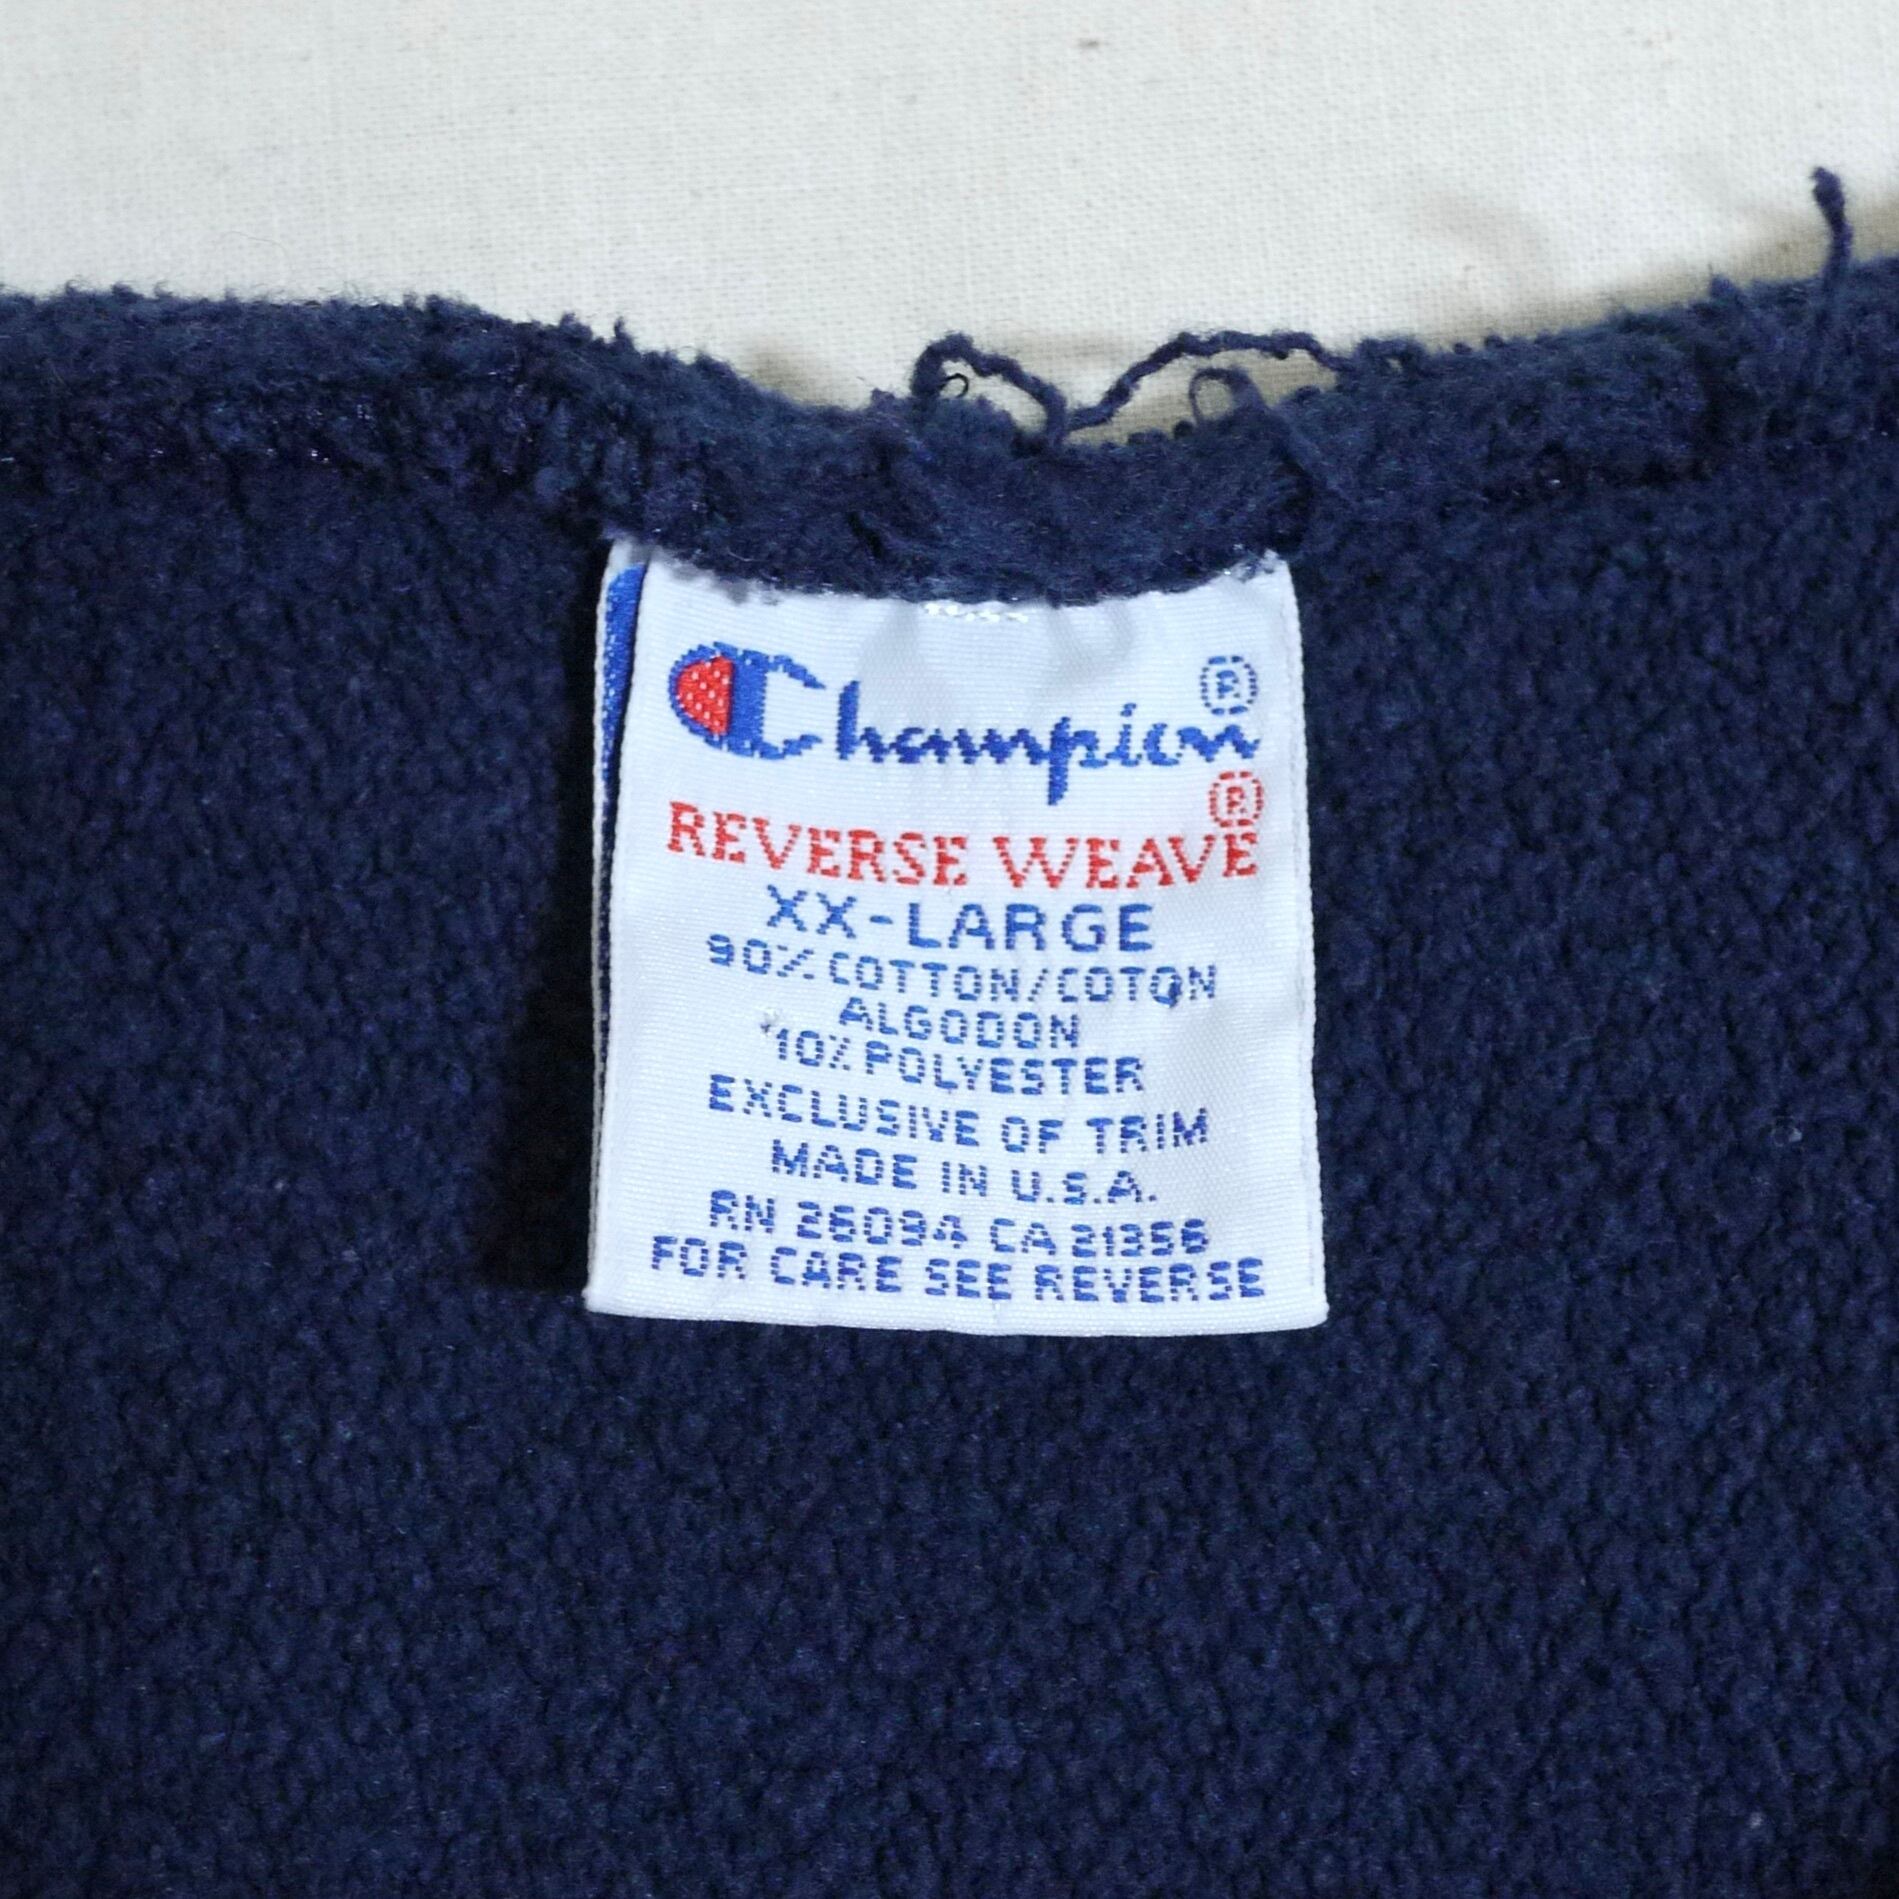 Champion®
REVERSE WEAVE®
XX-LARGE
90% COTTON/COTON
ALGODON
10% POLYESTER
EXCLUSIVE OF TRIM
MADE IN U.S.A.
RN 26094 CA 21356
FOR CARE SEE REVERSE